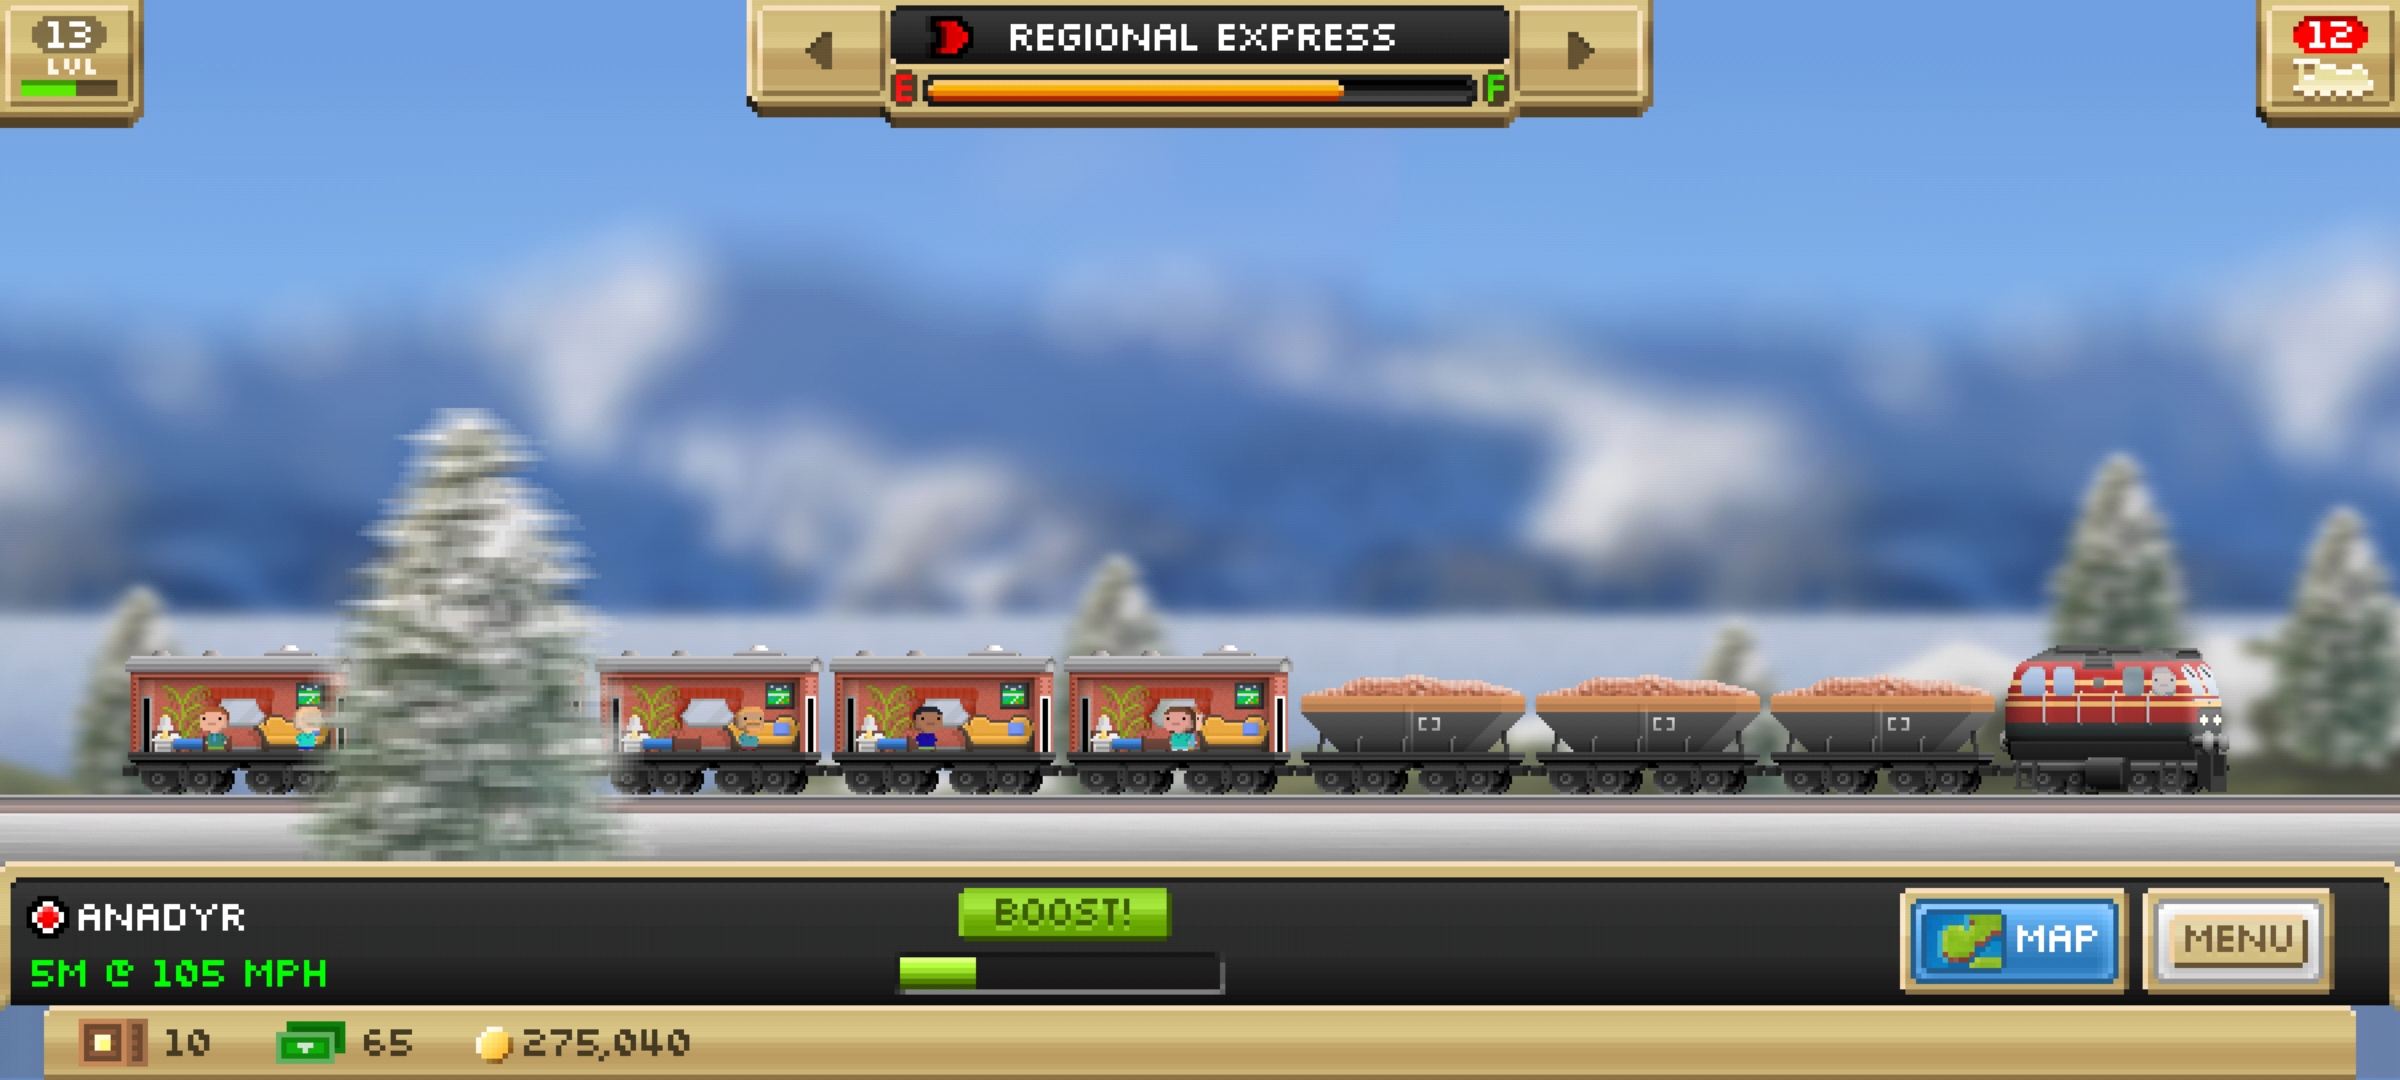 13
LVL
REGIONAL EXPRESS
E F
12
ANADYR
5M @ 105 MPH
BOOST!
MAP
MENU
10
65
275,040